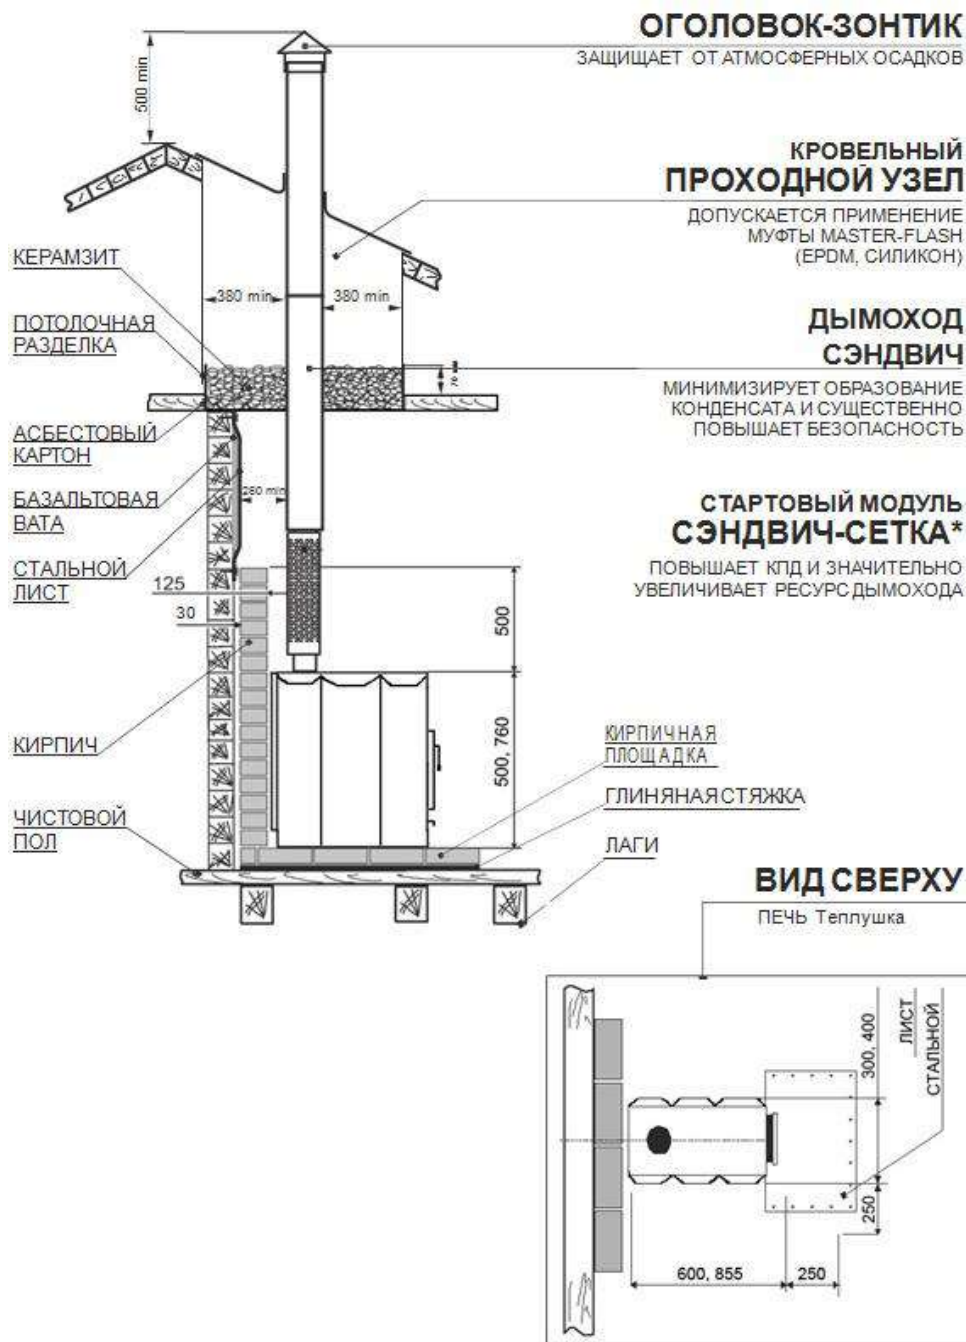 ОГОЛОВОК-ЗОНТИК
ЗАЩИЩАЕТ ОТ АТМОСФЕРНЫХ ОСАДКОВ
500 min
КРОВЕЛЬНЫЙ
ПРОХОДНОЙ УЗЕЛ
ДОПУСКАЕТСЯ ПРИМЕНЕНИЕ
МУФТЫ MASTER-FLASH
(EPDM, СИЛИКОН)
КЕРАМЗИТ
380 min
380 min
ПОТОЛОЧНАЯ
РАЗДЕЛКА
ДЫМОХОД
СЭНДВИЧ
МИНИМИЗИРУЕТ ОБРАЗОВАНИЕ
КОНДЕНСАТА И СУЩЕСТВЕННО
ПОВЫШАЕТ БЕЗОПАСНОСТЬ
70
АСБЕСТОВЫЙ
КАРТОН
БАЗАЛЬТОВАЯ
ВАТА
260 min
СТАРТОВЫЙ МОДУЛЬ
СЭНДВИЧ-СЕТКА*
ПОВЫШАЕТ КПД И ЗНАЧИТЕЛЬНО
УВЕЛИЧИВАЕТ РЕСУРС ДЫМОХОДА
СТАЛЬНОЙ
ЛИСТ
125
30
500
500, 760
КИРПИЧ
КИРПИЧНАЯ
ПЛОЩАДКА
ГЛИНЯНАЯ СТЯЖКА
ЧИСТОВОЙ
ПОЛ
ЛАГИ
ВИД СВЕРХУ
ПЕЧЬ Теплушка
300, 400
ЛИСТ
СТАЛЬНОЙ
250
600, 855
250